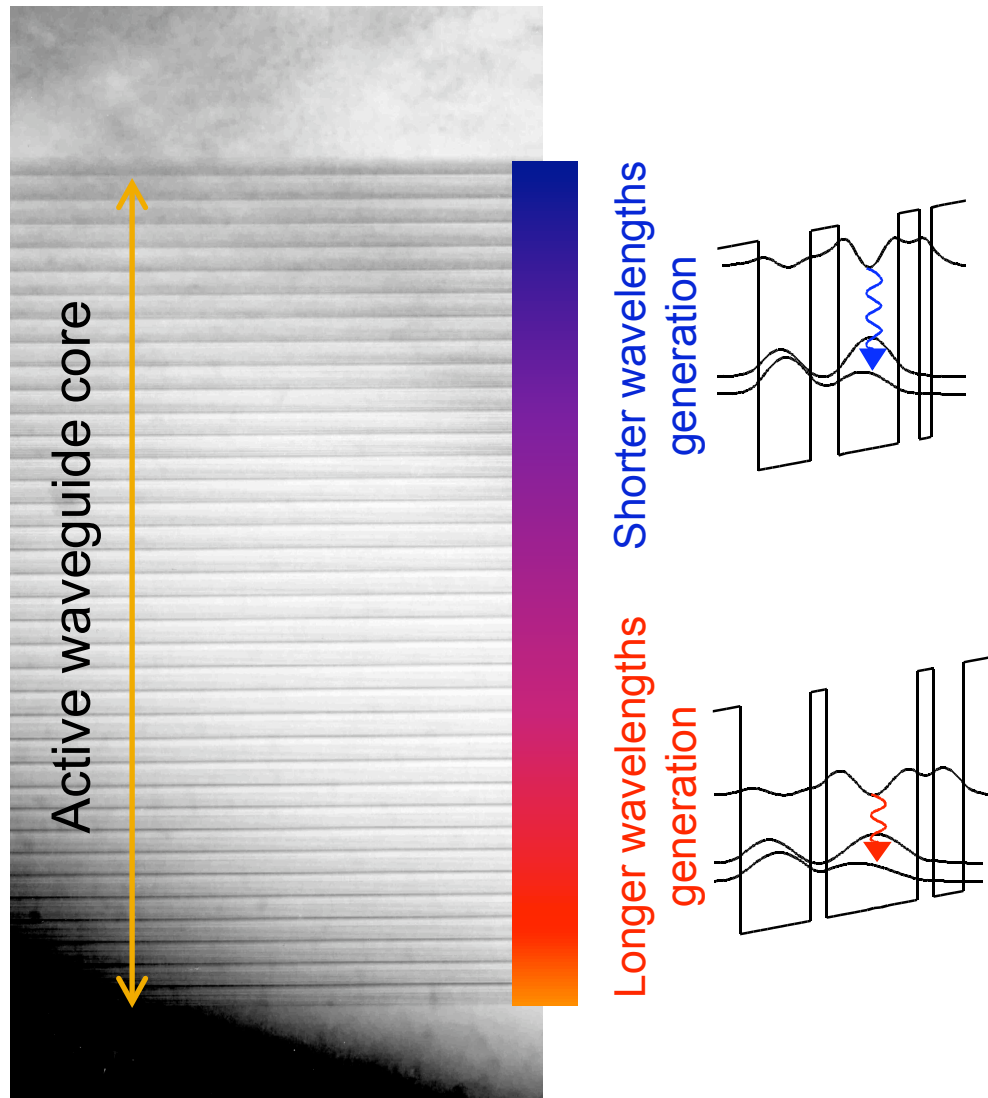 Active waveguide core
Shorter wavelengths
generation
Longer wavelengths
generation